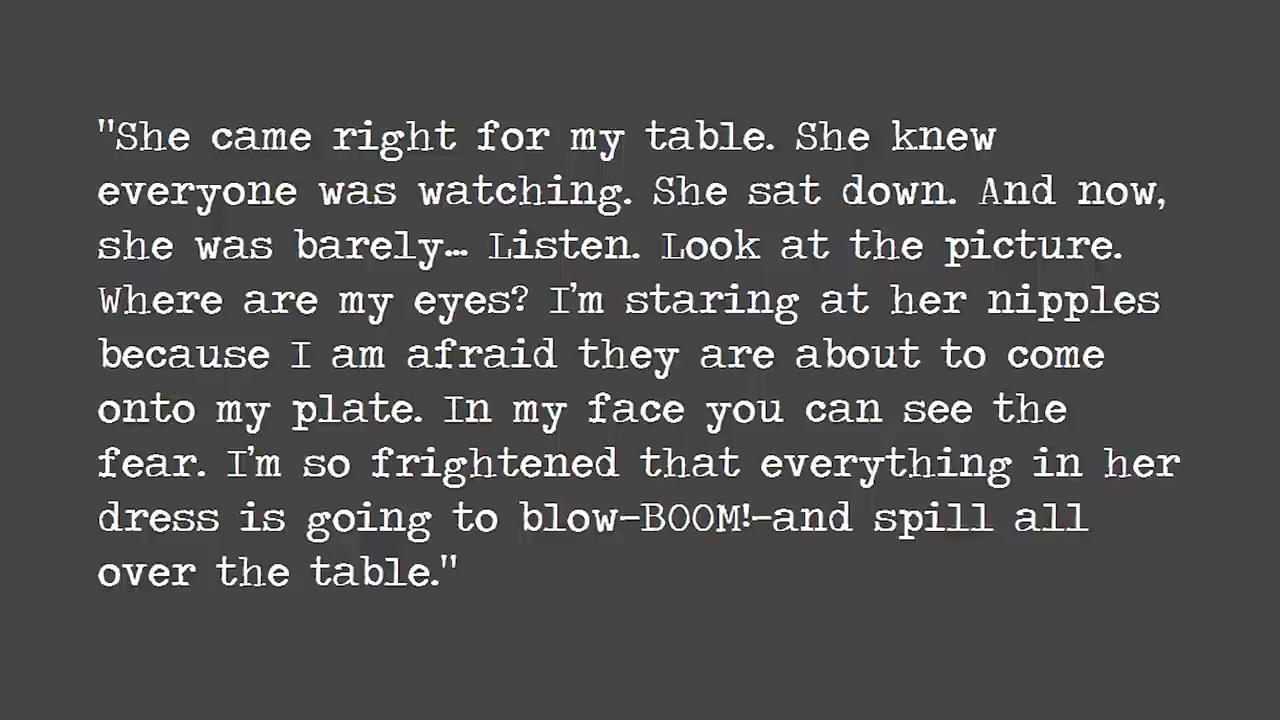 "She came right for my table. She knew
everyone was watching. She sat down. And now,
she was barely… Listen. Look at the picture.
Where are my eyes? I'm staring at her nipples
because I am afraid they are about to come
onto my plate. In my face you can see the
fear. I'm so frightened that everything in her
dress is going to blow—BOOM!—and spill all
over the table."